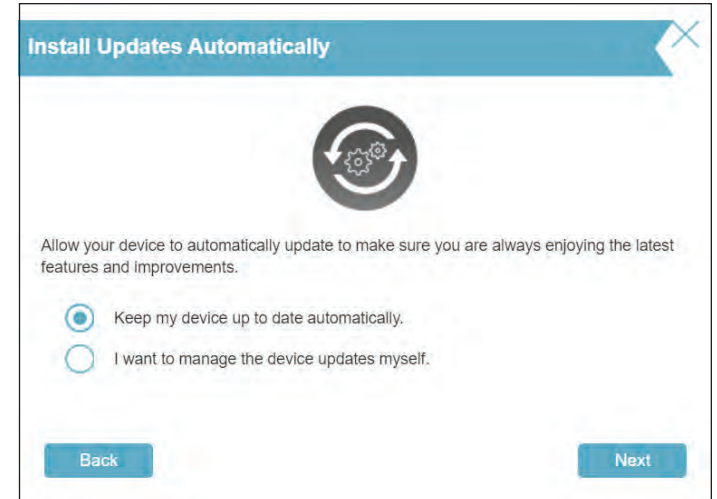 Install Updates Automatically
Allow your device to automatically update to make sure you are always enjoying the latest
features and improvements.
Keep my device up to date automatically.
I want to manage the device updates myself.
Back
Next